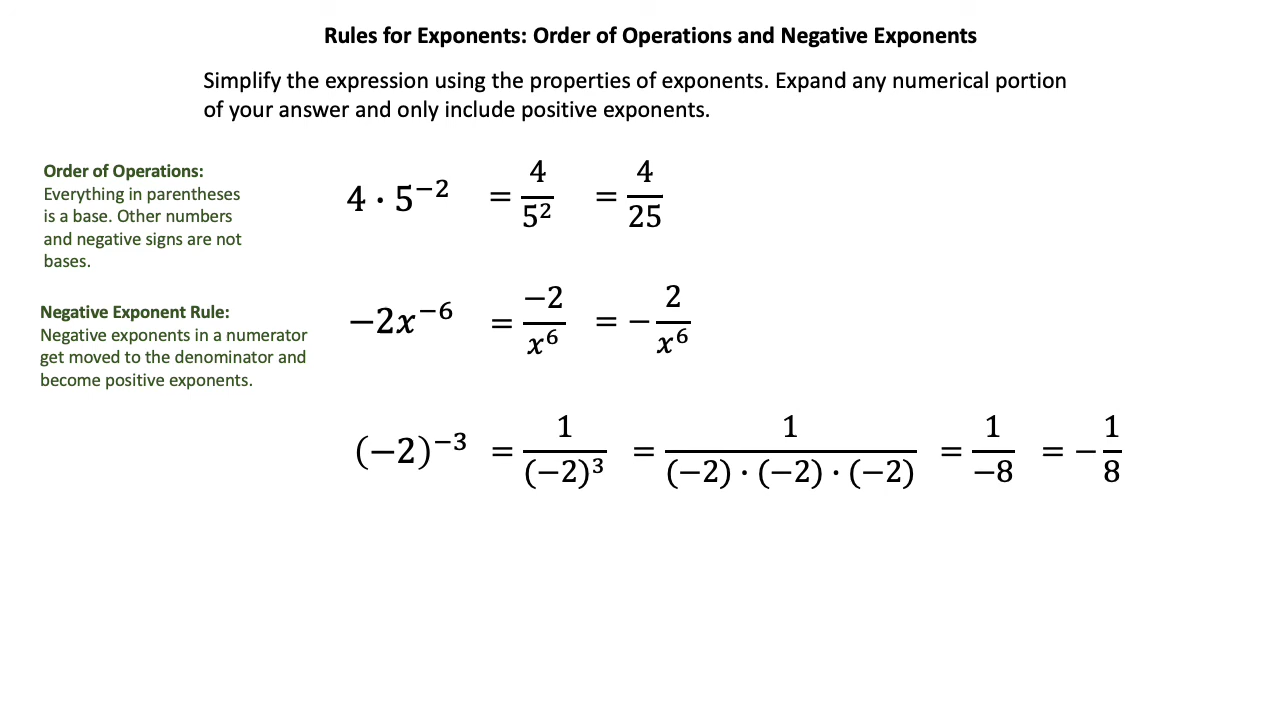 Rules for Exponents: Order of Operations and Negative Exponents
Simplify the expression using the properties of exponents. Expand any numerical portion
of your answer and only include positive exponents.
Order of Operations:
Everything in parentheses
is a base. Other numbers
and negative signs are not
bases.
4 · 5⁻² = 4/5² = 4/25
Negative Exponent Rule:
Negative exponents in a numerator
get moved to the denominator and
become positive exponents.
−2x⁻⁶ = −2/x⁶ = −2/x⁶
(−2)⁻³ = 1/(−2)³ = 1/(−2) · (−2) · (−2) = 1/−8 = −1/8